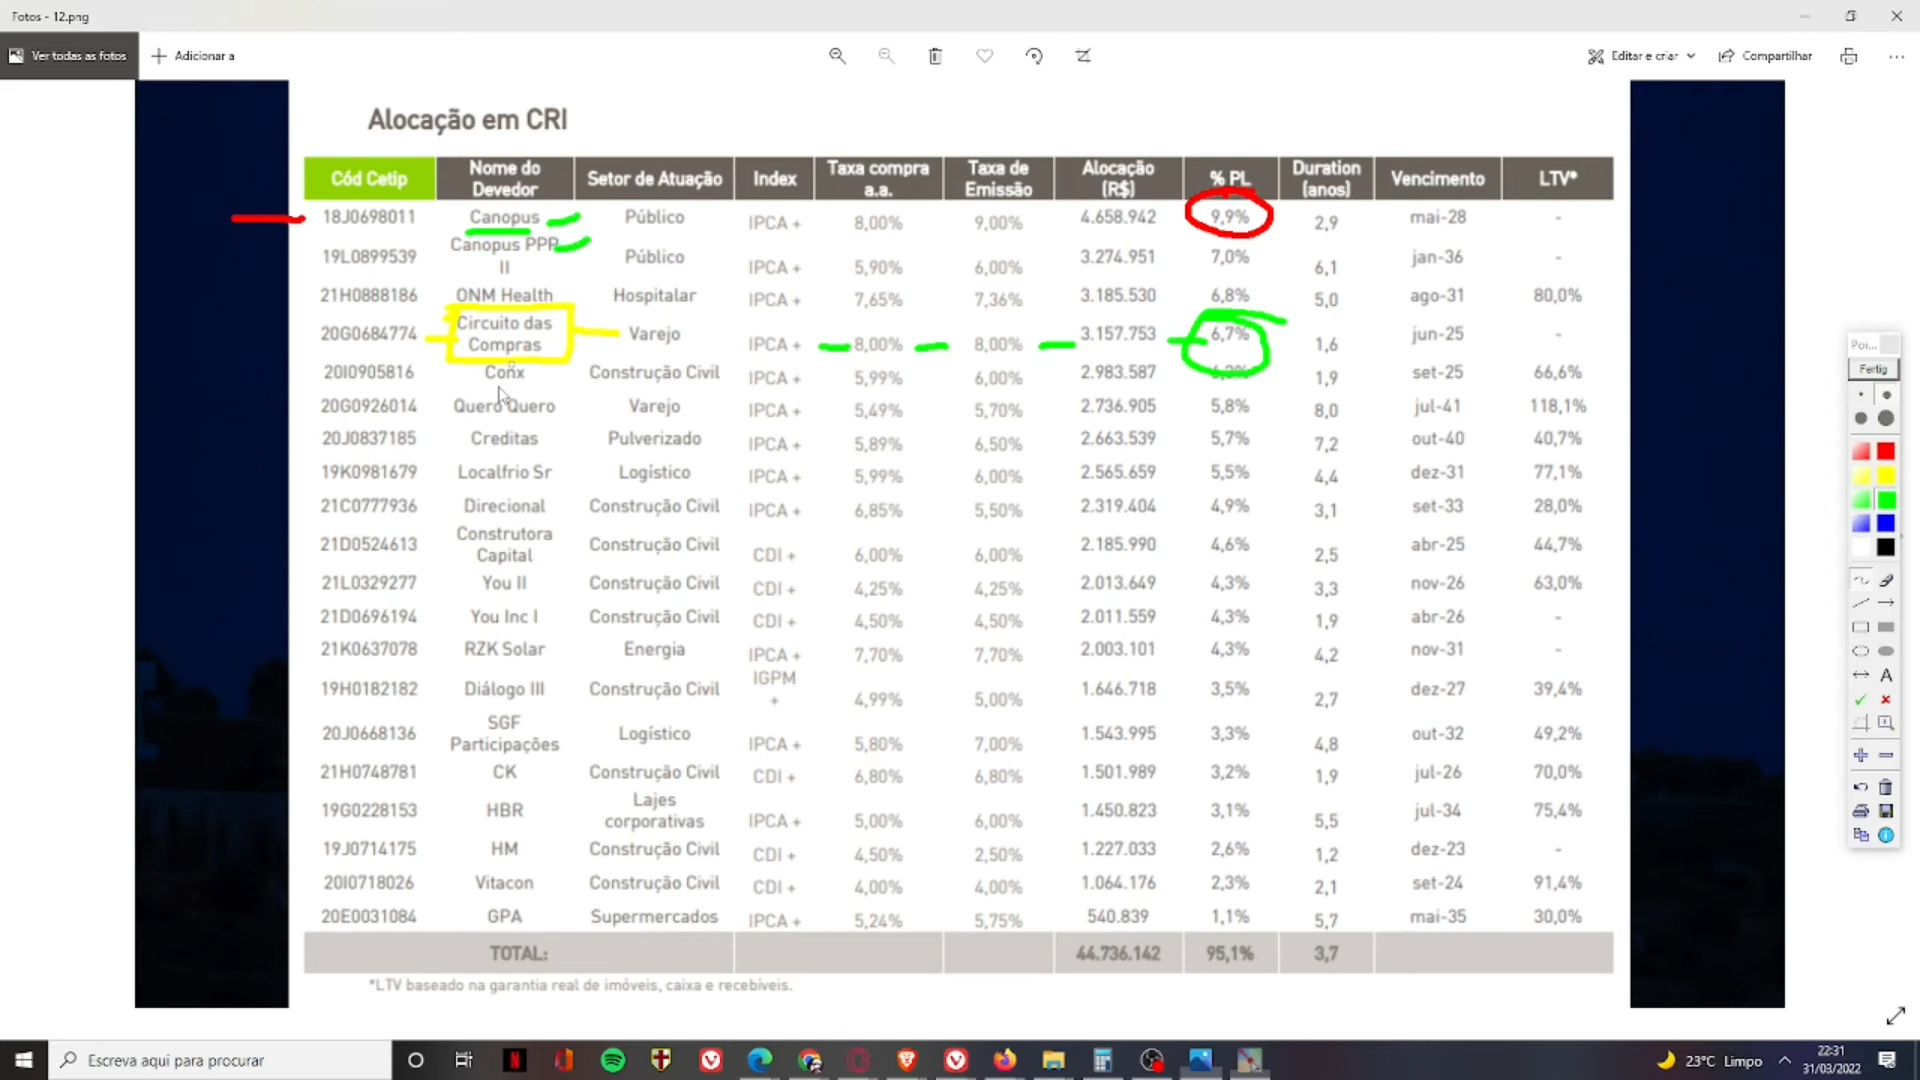 Fotos - 12.png
Ver todas as fotos
Adicionar a
Editar e criar
Compartilhar
Alocação em CRI
Cód Cetip Nome do Devedor Setor de Atuação Index Taxa compra a.a. Taxa de Emissão Alocação (R$) % PL Duration (anos) Vencimento LTV*
18J0698011 Canopus Público IPCA + 8,00% 9,00% 4.658.942 9,9% 2,9 mai-28 -
19L0899539 Canopus PPP II Público IPCA + 5,90% 6,00% 3.274.951 7,0% 6,1 jan-36 -
21H0888186 ONM Health Hospitalar IPCA + 7,65% 7,36% 3.185.530 6,8% 5,0 ago-31 80,0%
20G0684774 Circuito das Compras Varejo IPCA + 8,00% 8,00% 3.157.753 6,7% 1,6 jun-25 -
20I0905816 Conx Construção Civil IPCA + 5,99% 6,00% 2.983.587 1,9 set-25 66,6%
20G0926014 Quero Quero Varejo IPCA + 5,49% 5,70% 2.736.905 5,8% 8,0 jul-41 118,1%
20J0837185 Creditas Pulverizado IPCA + 5,89% 6,50% 2.663.539 5,7% 7,2 out-40 40,7%
19K0981679 Localfrio Sr Logístico IPCA + 5,99% 6,00% 2.565.659 5,5% 4,4 dez-31 77,1%
21C0777936 Direcional Construção Civil IPCA + 6,85% 5,50% 2.319.404 4,9% 3,1 set-33 28,0%
21D0524613 Construtora Capital Construção Civil CDI + 6,00% 6,00% 2.185.990 4,6% 2,5 abr-25 44,7%
21L0329277 You II Construção Civil CDI + 4,25% 4,25% 2.013.649 4,3% 3,3 nov-26 63,0%
21D0696194 You Inc I Construção Civil CDI + 4,50% 4,50% 2.011.559 4,3% 1,9 abr-26 -
21K0637078 RZK Solar Energia IPCA + 7,70% 7,70% 2.003.101 4,3% 4,2 nov-31 -
19H0182182 Diálogo III Construção Civil IGPM + 4,99% 5,00% 1.646.718 3,5% 2,7 dez-27 39,4%
20J0668136 SGF Participações Logístico IPCA + 5,80% 7,00% 1.543.995 3,3% 4,8 out-32 49,2%
21H0748781 CK Construção Civil CDI + 6,80% 6,80% 1.501.989 3,2% 1,9 jul-26 70,0%
19G0228153 HBR Lajes corporativas IPCA + 5,00% 6,00% 1.450.823 3,1% 5,5 jul-34 75,4%
19J0714175 HM Construção Civil CDI + 4,50% 2,50% 1.227.033 2,6% 1,2 dez-23 -
20I0718026 Vitacon Construção Civil CDI + 4,00% 4,00% 1.064.176 2,3% 2,1 set-24 91,4%
20E0031084 GPA Supermercados IPCA + 5,24% 5,75% 540.839 1,1% 5,7 mai-35 30,0%
TOTAL: 44.736.142 95,1% 3,7
*LTV baseado na garantia real de imóveis, caixa e recebíveis.
Poi...
Fertig
A
Escreva aqui para procurar
23°C Limpo
22:31
31/03/2022